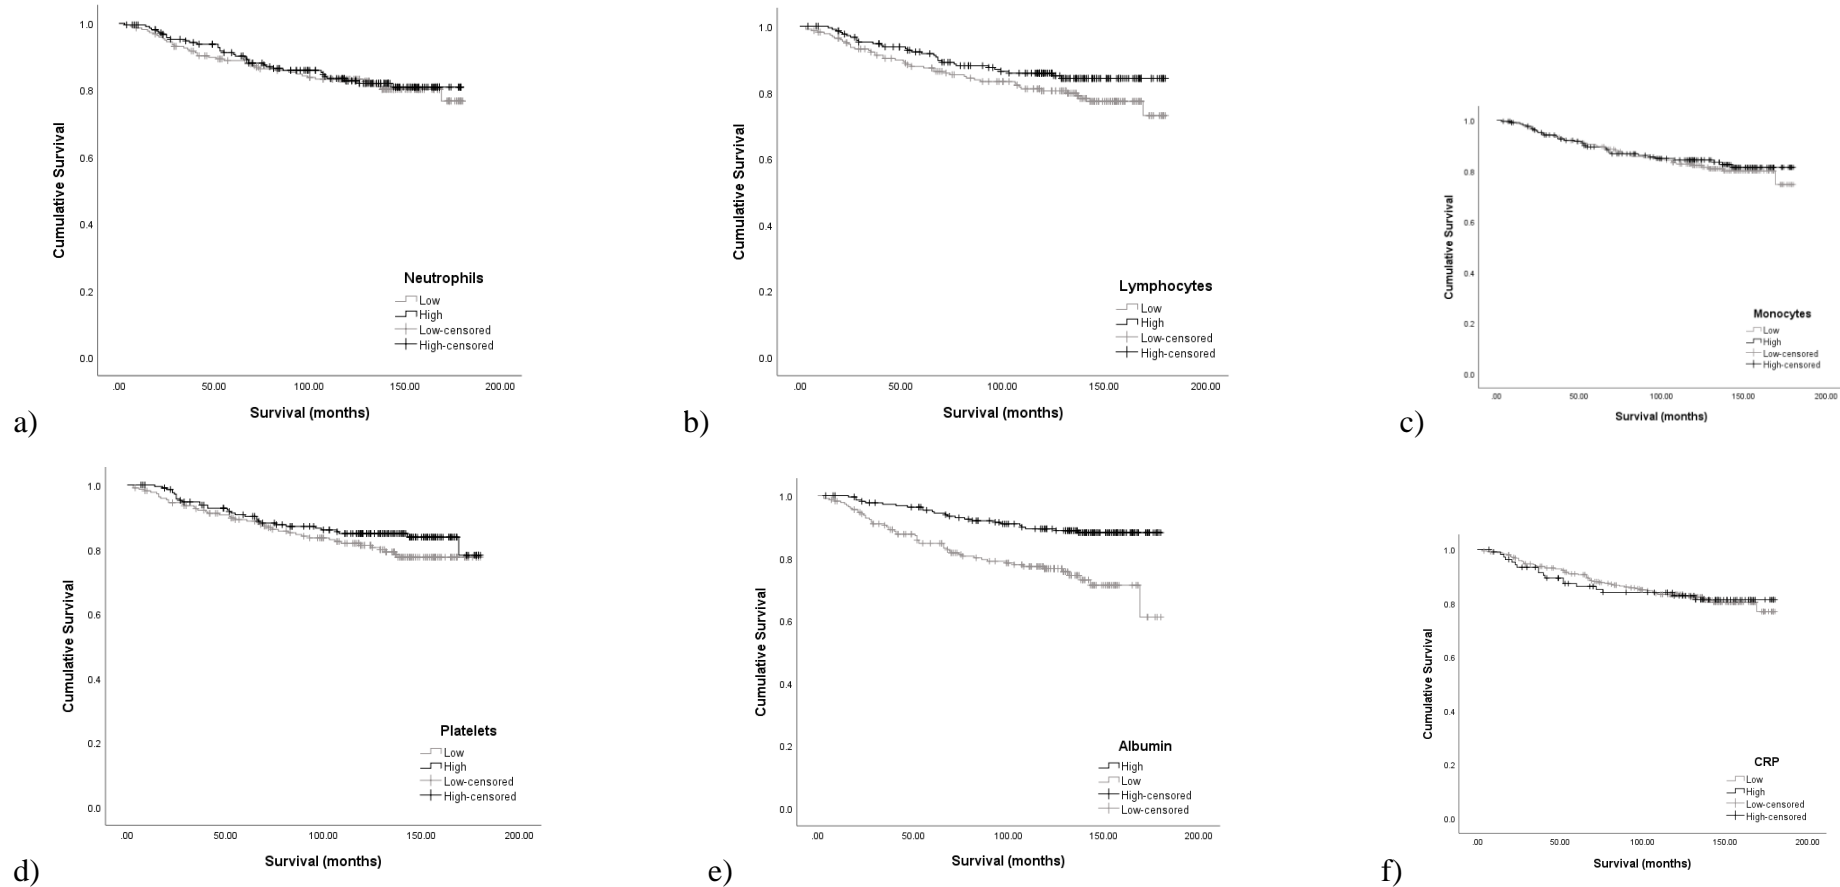 1.0
0.8
0.6
0.4
0.2
0.0
Cumulative Survival
Neutrophils
Low
High
Low-censored
High-censored
.00 50.00 100.00 150.00 200.00
Survival (months)
a)
1.0
0.8
0.6
0.4
0.2
0.0
Cumulative Survival
Lymphocytes
Low
High
Low-censored
High-censored
.00 50.00 100.00 150.00 200.00
Survival (months)
b)
1.0
0.8
0.6
0.4
0.2
0.0
Cumulative Survival
Monocytes
Low
High
Low-censored
High-censored
.00 50.00 100.00 150.00 200.00
Survival (months)
c)
1.0
0.8
0.6
0.4
0.2
0.0
Cumulative Survival
Platelets
Low
High
Low-censored
High-censored
.00 50.00 100.00 150.00 200.00
Survival (months)
d)
1.0
0.8
0.6
0.4
0.2
0.0
Cumulative Survival
Albumin
High
Low
High-censored
Low-censored
.00 50.00 100.00 150.00 200.00
Survival (months)
e)
1.0
0.8
0.6
0.4
0.2
0.0
Cumulative Survival
CRP
Low
High
Low-censored
High-censored
.00 50.00 100.00 150.00 200.00
Survival (months)
f)